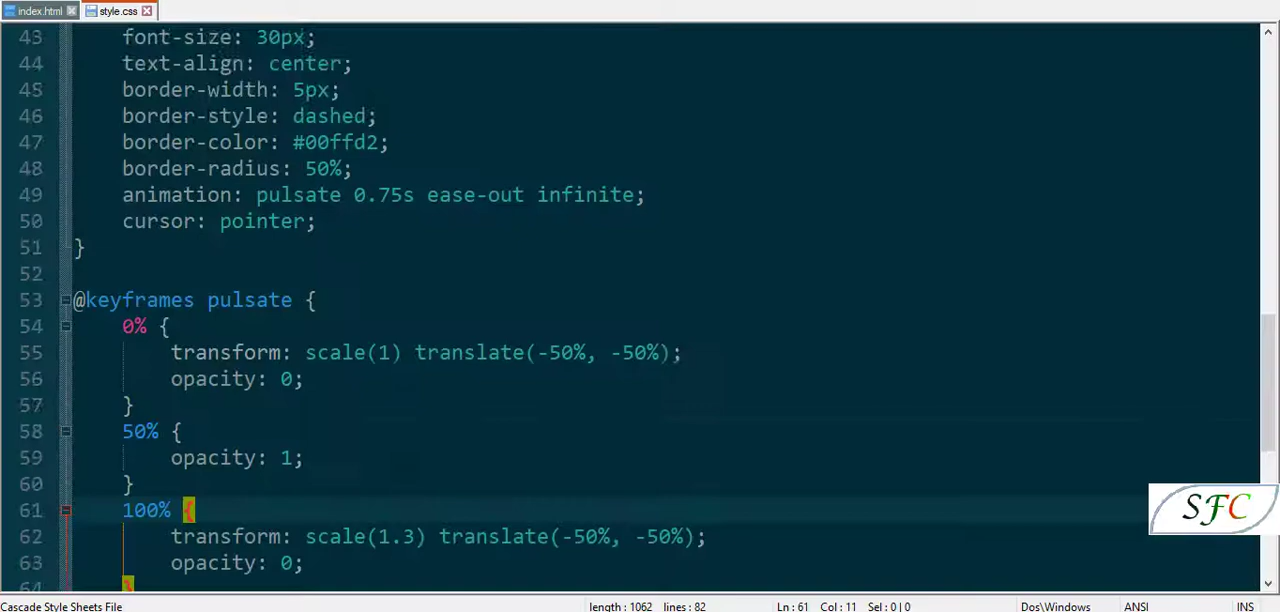 index.html style.css
43 font-size: 30px;
44 text-align: center;
45 border-width: 5px;
46 border-style: dashed;
47 border-color: #00ffd2;
48 border-radius: 50%;
49 animation: pulsate 0.75s ease-out infinite;
50 cursor: pointer;
51 }
52
53 @keyframes pulsate {
54 0% {
55 transform: scale(1) translate(-50%, -50%);
56 opacity: 0;
57 }
58 50% {
59 opacity: 1;
60 }
61 100% {
62 transform: scale(1.3) translate(-50%, -50%);
63 opacity: 0;
64 }
SFC
Cascade Style Sheets File length : 1062 lines : 82 Ln : 61 Col : 11 Sel : 0 | 0 Dos\Windows ANSI INS